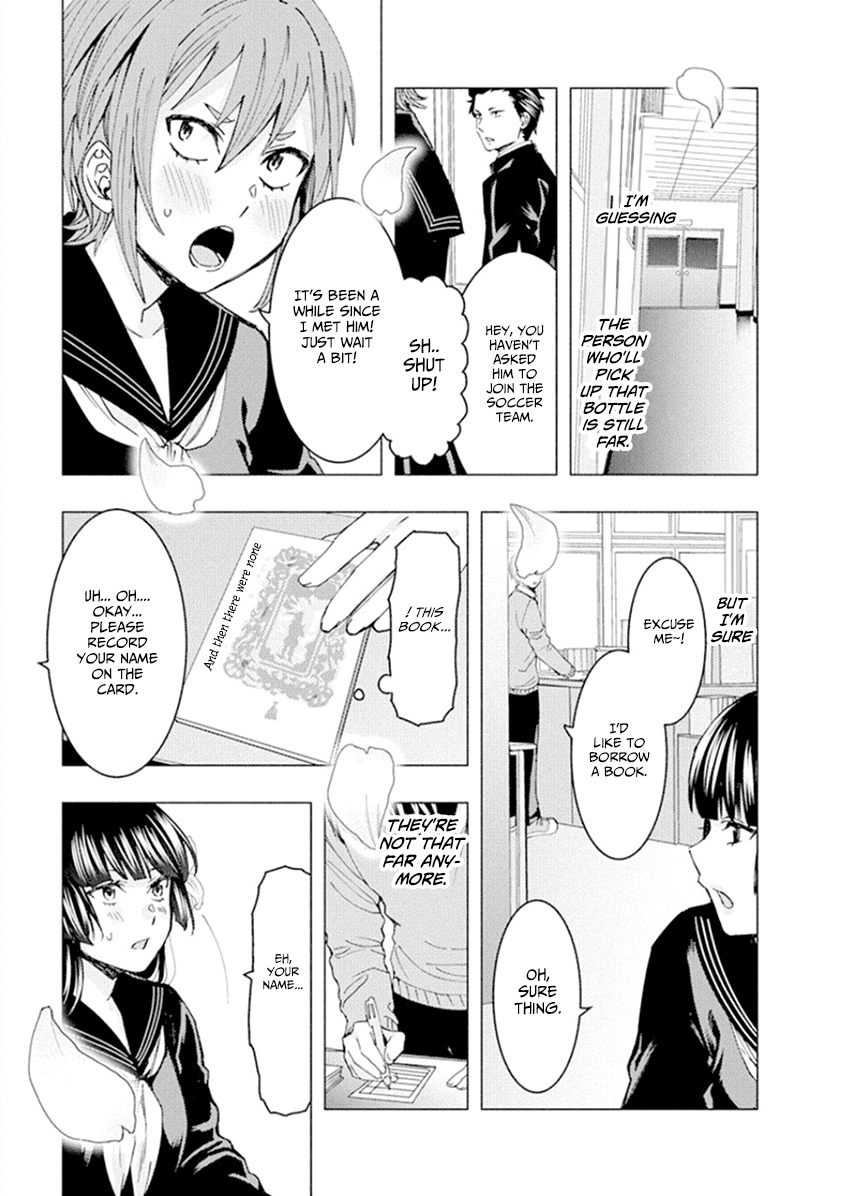 I'M
GUESSING
THE
PERSON
WHO'LL
PICK
UP THAT
BOTTLE
IS STILL
FAR.
HEY, YOU
HAVEN'T
ASKED
HIM TO
JOIN THE
SOCCER
TEAM.
SH..
SHUT
UP!
IT'S BEEN A
WHILE SINCE
I MET HIM!
JUST WAIT
A BIT!
BUT
I'M
SURE
EXCUSE
ME~!
I'D
LIKE TO
BORROW
A BOOK.
OH,
SURE
THING.
! THIS
BOOK...
And then there were none
UH... OH....
OKAY...
PLEASE
RECORD
YOUR NAME
ON THE
CARD.
THEY'RE
NOT THAT
FAR ANY-
MORE.
EH,
YOUR
NAME...